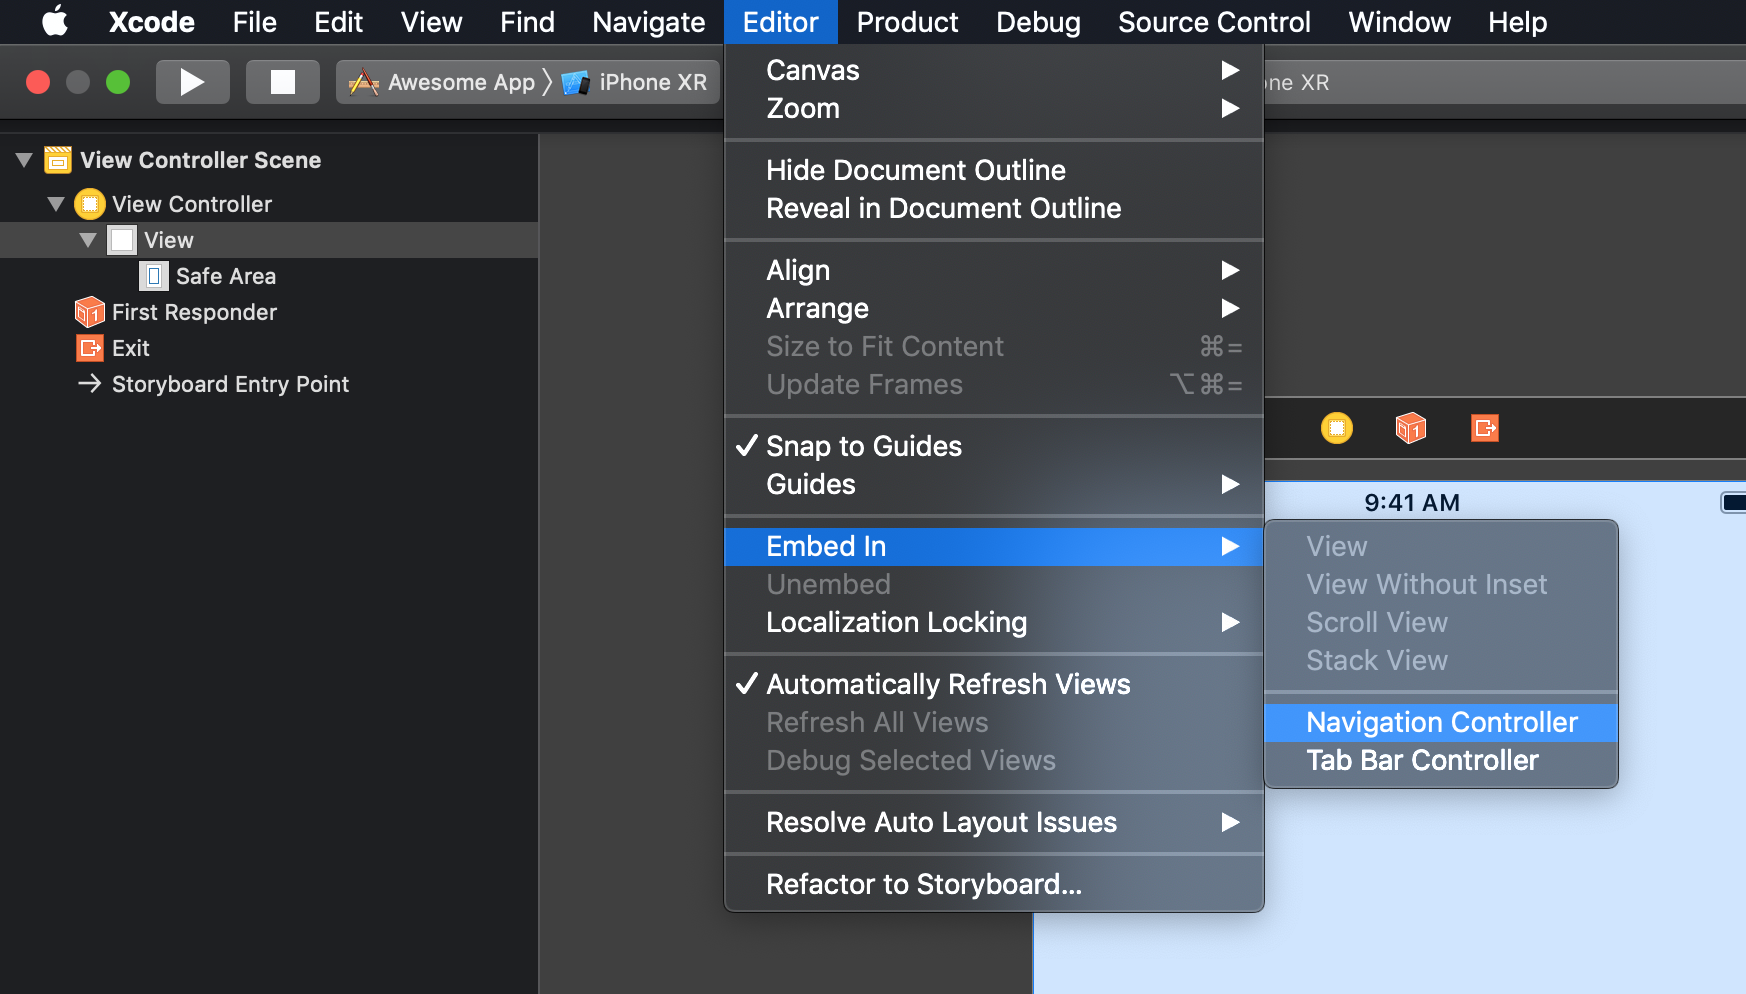 Xcode File Edit View Find Navigate Editor Product Debug Source Control Window Help
Awesome App 〉 iPhone XR
ne XR
View Controller Scene
View Controller
View
Safe Area
First Responder
Exit
Storyboard Entry Point
Canvas
Zoom
Hide Document Outline
Reveal in Document Outline
Align
Arrange
Size to Fit Content ⌘=
Update Frames ⌥⌘=
✓ Snap to Guides
Guides
Embed In
Unembed
Localization Locking
✓ Automatically Refresh Views
Refresh All Views
Debug Selected Views
Resolve Auto Layout Issues
Refactor to Storyboard...
9:41 AM
View
View Without Inset
Scroll View
Stack View
Navigation Controller
Tab Bar Controller